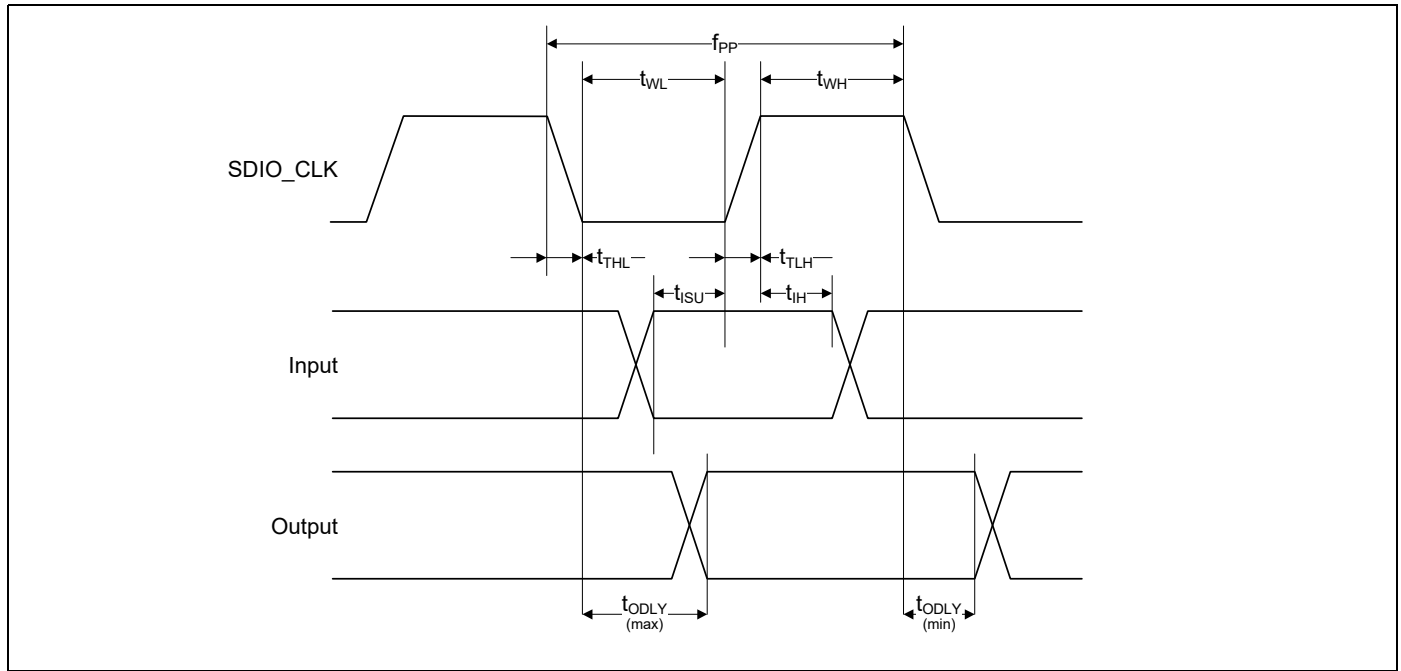 fPP
tWL
tWH
SDIO_CLK
tTHL
tTLH
tISU
tIH
Input
Output
tODLY
(max)
tODLY
(min)